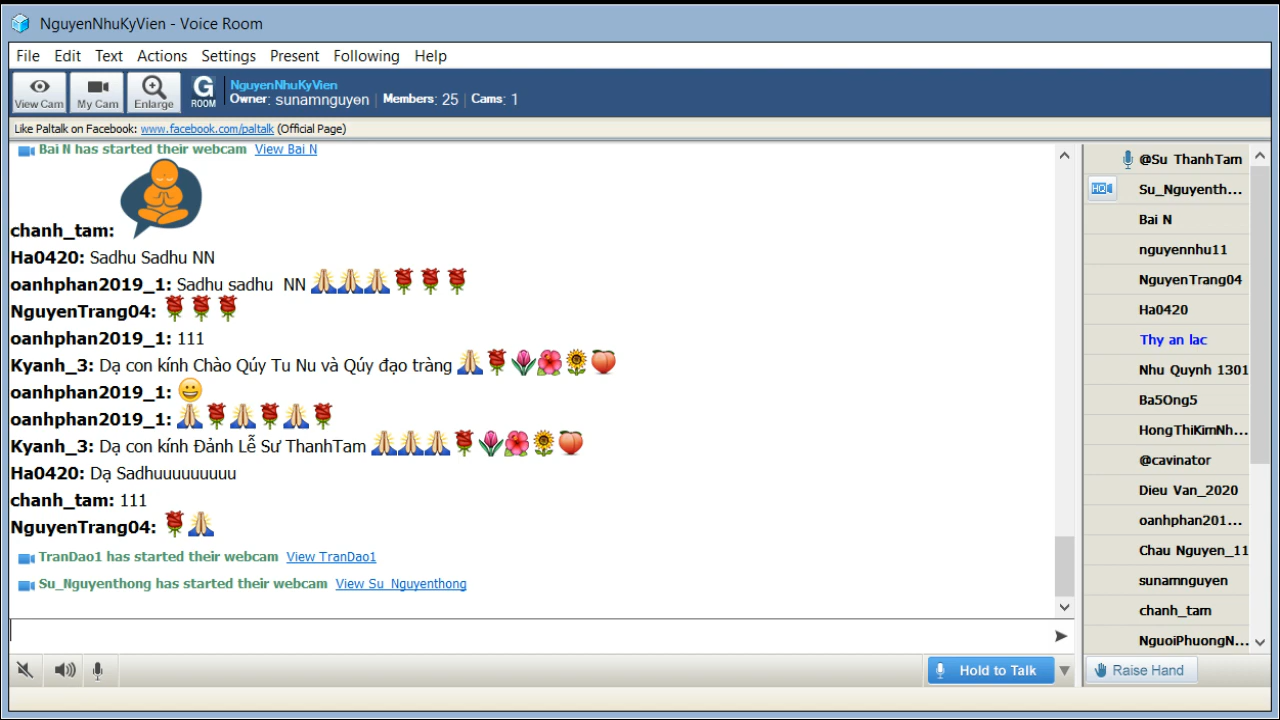 NguyenNhuKyVien - Voice Room
File Edit Text Actions Settings Present Following Help
View Cam My Cam Enlarge G ROOM
NguyenNhuKyVien
Owner: sunamnguyen | Members: 25 | Cams: 1
Like Paltalk on Facebook: www.facebook.com/paltalk (Official Page)
Bai N has started their webcam View Bai N
chanh_tam:
Ha0420: Sadhu Sadhu NN
oanhphan2019_1: Sadhu sadhu NN 🙏🙏🙏🌹🌹🌹
NguyenTrang04: 🌹🌹🌹
oanhphan2019_1: 111
Kyanh_3: Dạ con kính Chào Qúy Tu Nu và Qúy đạo tràng 🙏🌹🌷🌺🌻🍑
oanhphan2019_1: 😀
oanhphan2019_1: 🙏🌹🙏🌹🙏🌹
Kyanh_3: Dạ con kính Đảnh Lễ Sư ThanhTam 🙏🙏🙏🌹🌷🌺🌻🍑
Ha0420: Dạ Sadhuuuuuuuuu
chanh_tam: 111
NguyenTrang04: 🌹🙏
TranDao1 has started their webcam View TranDao1
Su_Nguyenthong has started their webcam View Su_Nguyenthong
Hold to Talk
@Su ThanhTam
HQ Su_Nguyenth...
Bai N
nguyennhu11
NguyenTrang04
Ha0420
Thy an lac
Nhu Quynh 1301
Ba5Ong5
HongThiKimNh...
@cavinator
Dieu Van_2020
oanhphan201...
Chau Nguyen_11
sunamnguyen
chanh_tam
NguoiPhuongN...
Raise Hand